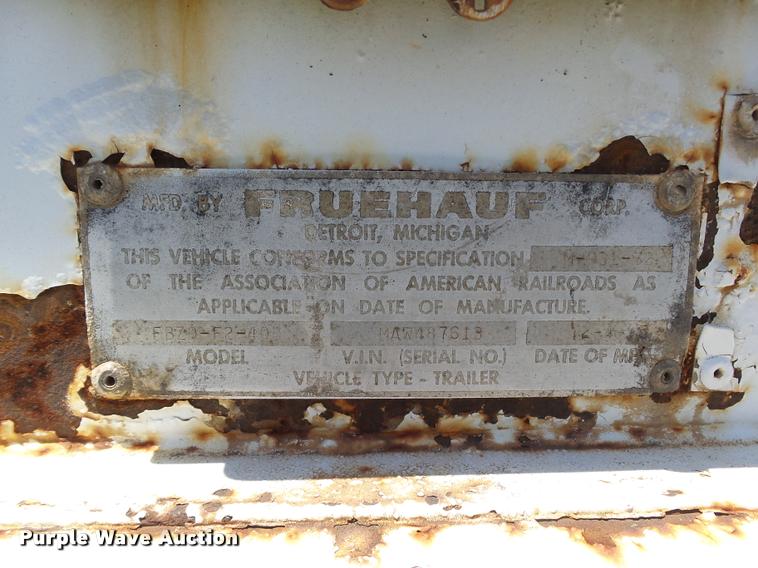 MFD. BY FRUEHAUF CORP.
DETROIT, MICHIGAN
THIS VEHICLE CONFORMS TO SPECIFICATION
OF THE ASSOCIATION OF AMERICAN RAILROADS AS
APPLICABLE ON DATE OF MANUFACTURE.
MAW487613
MODEL V.I.N. (SERIAL NO.) DATE OF
VEHICLE TYPE - TRAILER
Purple Wave Auction